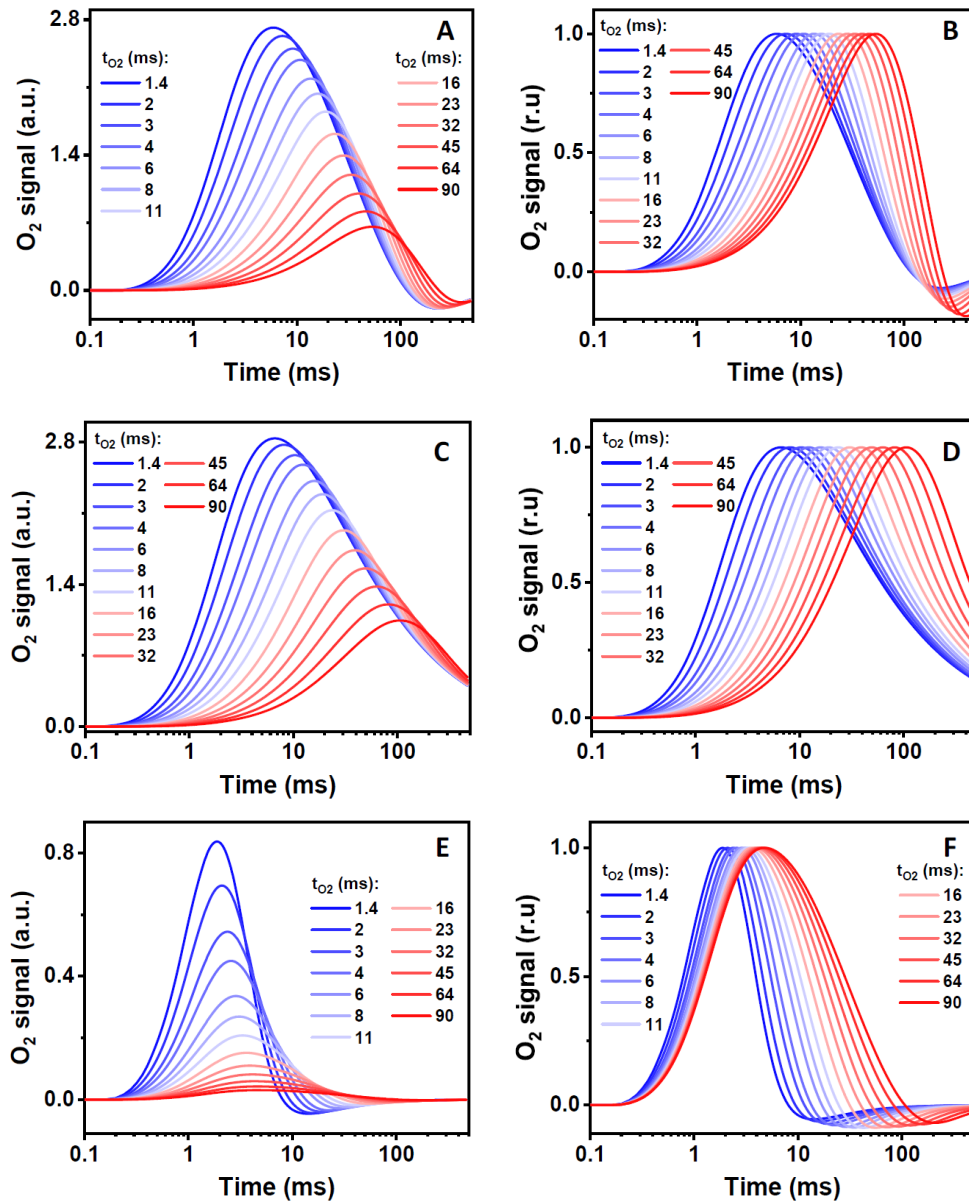 A
O2 signal (a.u.)
2.8
1.4
0.0
tO2 (ms):
1.4
2
3
4
6
8
11
tO2 (ms):
16
23
32
45
64
90
0.1 1 10 100
Time (ms)
B
O2 signal (r.u)
1.0
0.5
0.0
tO2 (ms):
1.4 45
2 64
3 90
4
6
8
11
16
23
32
0.1 1 10 100
Time (ms)
C
O2 signal (a.u.)
2.8
1.4
0.0
tO2 (ms):
1.4 45
2 64
3 90
4
6
8
11
16
23
32
0.1 1 10 100
Time (ms)
D
O2 signal (r.u)
1.0
0.5
0.0
tO2 (ms):
1.4 45
2 64
3 90
4
6
8
11
16
23
32
0.1 1 10 100
Time (ms)
E
O2 signal (a.u.)
0.8
0.4
0.0
tO2 (ms):
1.4 16
2 23
3 32
4 45
6 64
8 90
11
0.1 1 10 100
Time (ms)
F
O2 signal (r.u)
1.0
0.5
0.0
tO2 (ms):
1.4
2
3
4
6
8
11
tO2 (ms):
16
23
32
45
64
90
0.1 1 10 100
Time (ms)